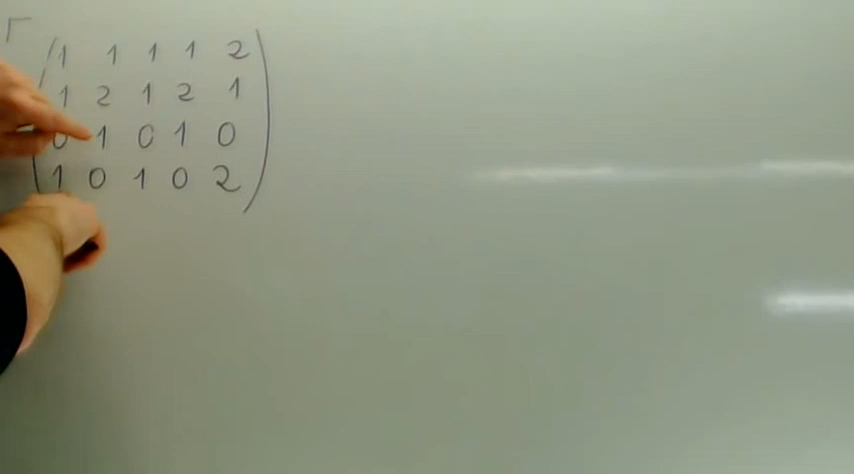 1 1 1 1 2
1 2 1 2 1
0 1 0 1 0
1 0 1 0 2